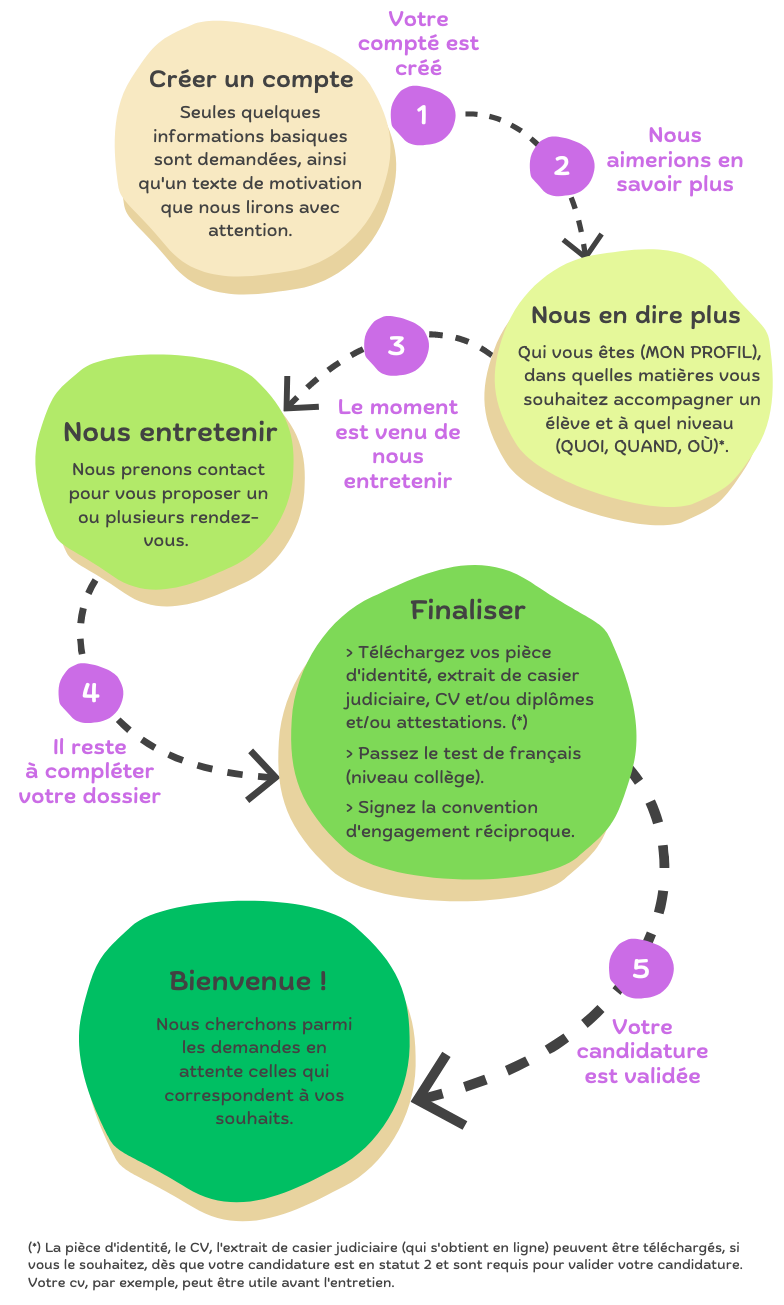 Votre
compté est
créé
Créer un compte
Seules quelques
informations basiques
sont demandées, ainsi
qu'un texte de motivation
que nous lirons avec
attention.
1
2
Nous
aimerions en
savoir plus
Nous en dire plus
Qui vous êtes (MON PROFIL),
dans quelles matières vous
souhaitez accompagner un
élève et à quel niveau
(QUOI, QUAND, OÙ)*.
3
Le moment
est venu de
nous
entretenir
Nous entretenir
Nous prenons contact
pour vous proposer un
ou plusieurs rendez-
vous.
4
Il reste
à compléter
votre dossier
Finaliser
> Téléchargez vos pièce
d'identité, extrait de casier
judiciaire, CV et/ou diplômes
et/ou attestations. (*)
> Passez le test de français
(niveau collège).
> Signez la convention
d'engagement réciproque.
5
Votre
candidature
est validée
Bienvenue !
Nous cherchons parmi
les demandes en
attente celles qui
correspondent à vos
souhaits.
(*) La pièce d'identité, le CV, l'extrait de casier judiciaire (qui s'obtient en ligne) peuvent être téléchargés, si
vous le souhaitez, dès que votre candidature est en statut 2 et sont requis pour valider votre candidature.
Votre cv, par exemple, peut être utile avant l'entretien.